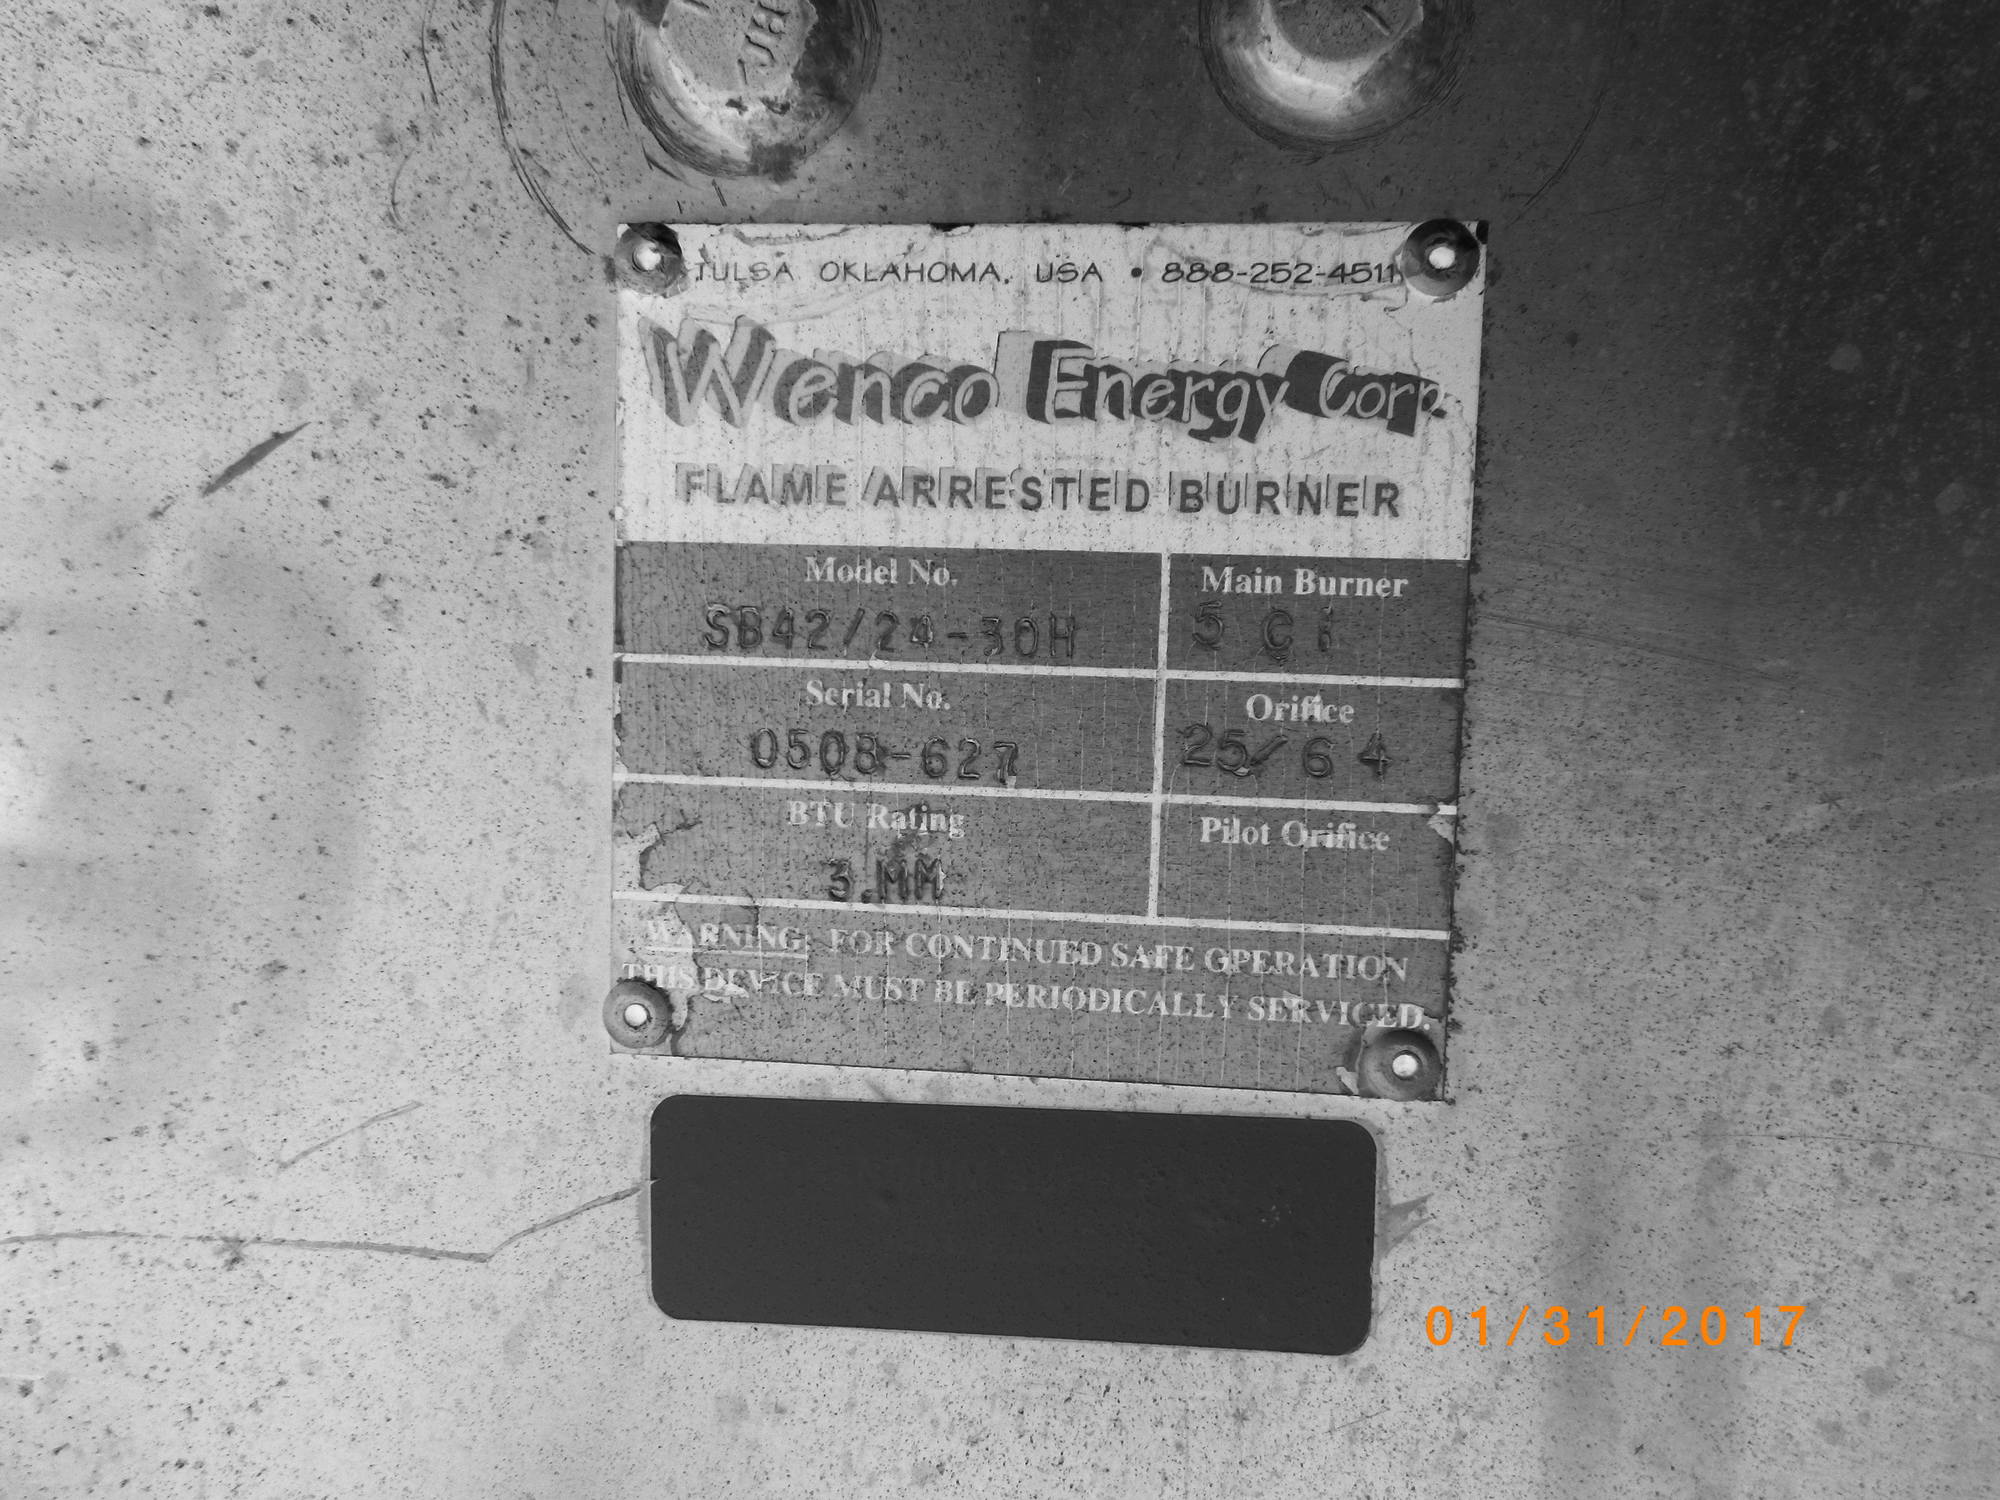 TULSA OKLAHOMA, USA • 888-252-4511
Wenco Energy Corp.
FLAME ARRESTED BURNER
Model No.
SB42/24-30H
Main Burner
5 C I
Serial No.
0508-627
Orifice
25/64
BTU Rating
3.MM
Pilot Orifice
WARNING: FOR CONTINUED SAFE OPERATION
THIS DEVICE MUST BE PERIODICALLY SERVICED.
01/31/2017